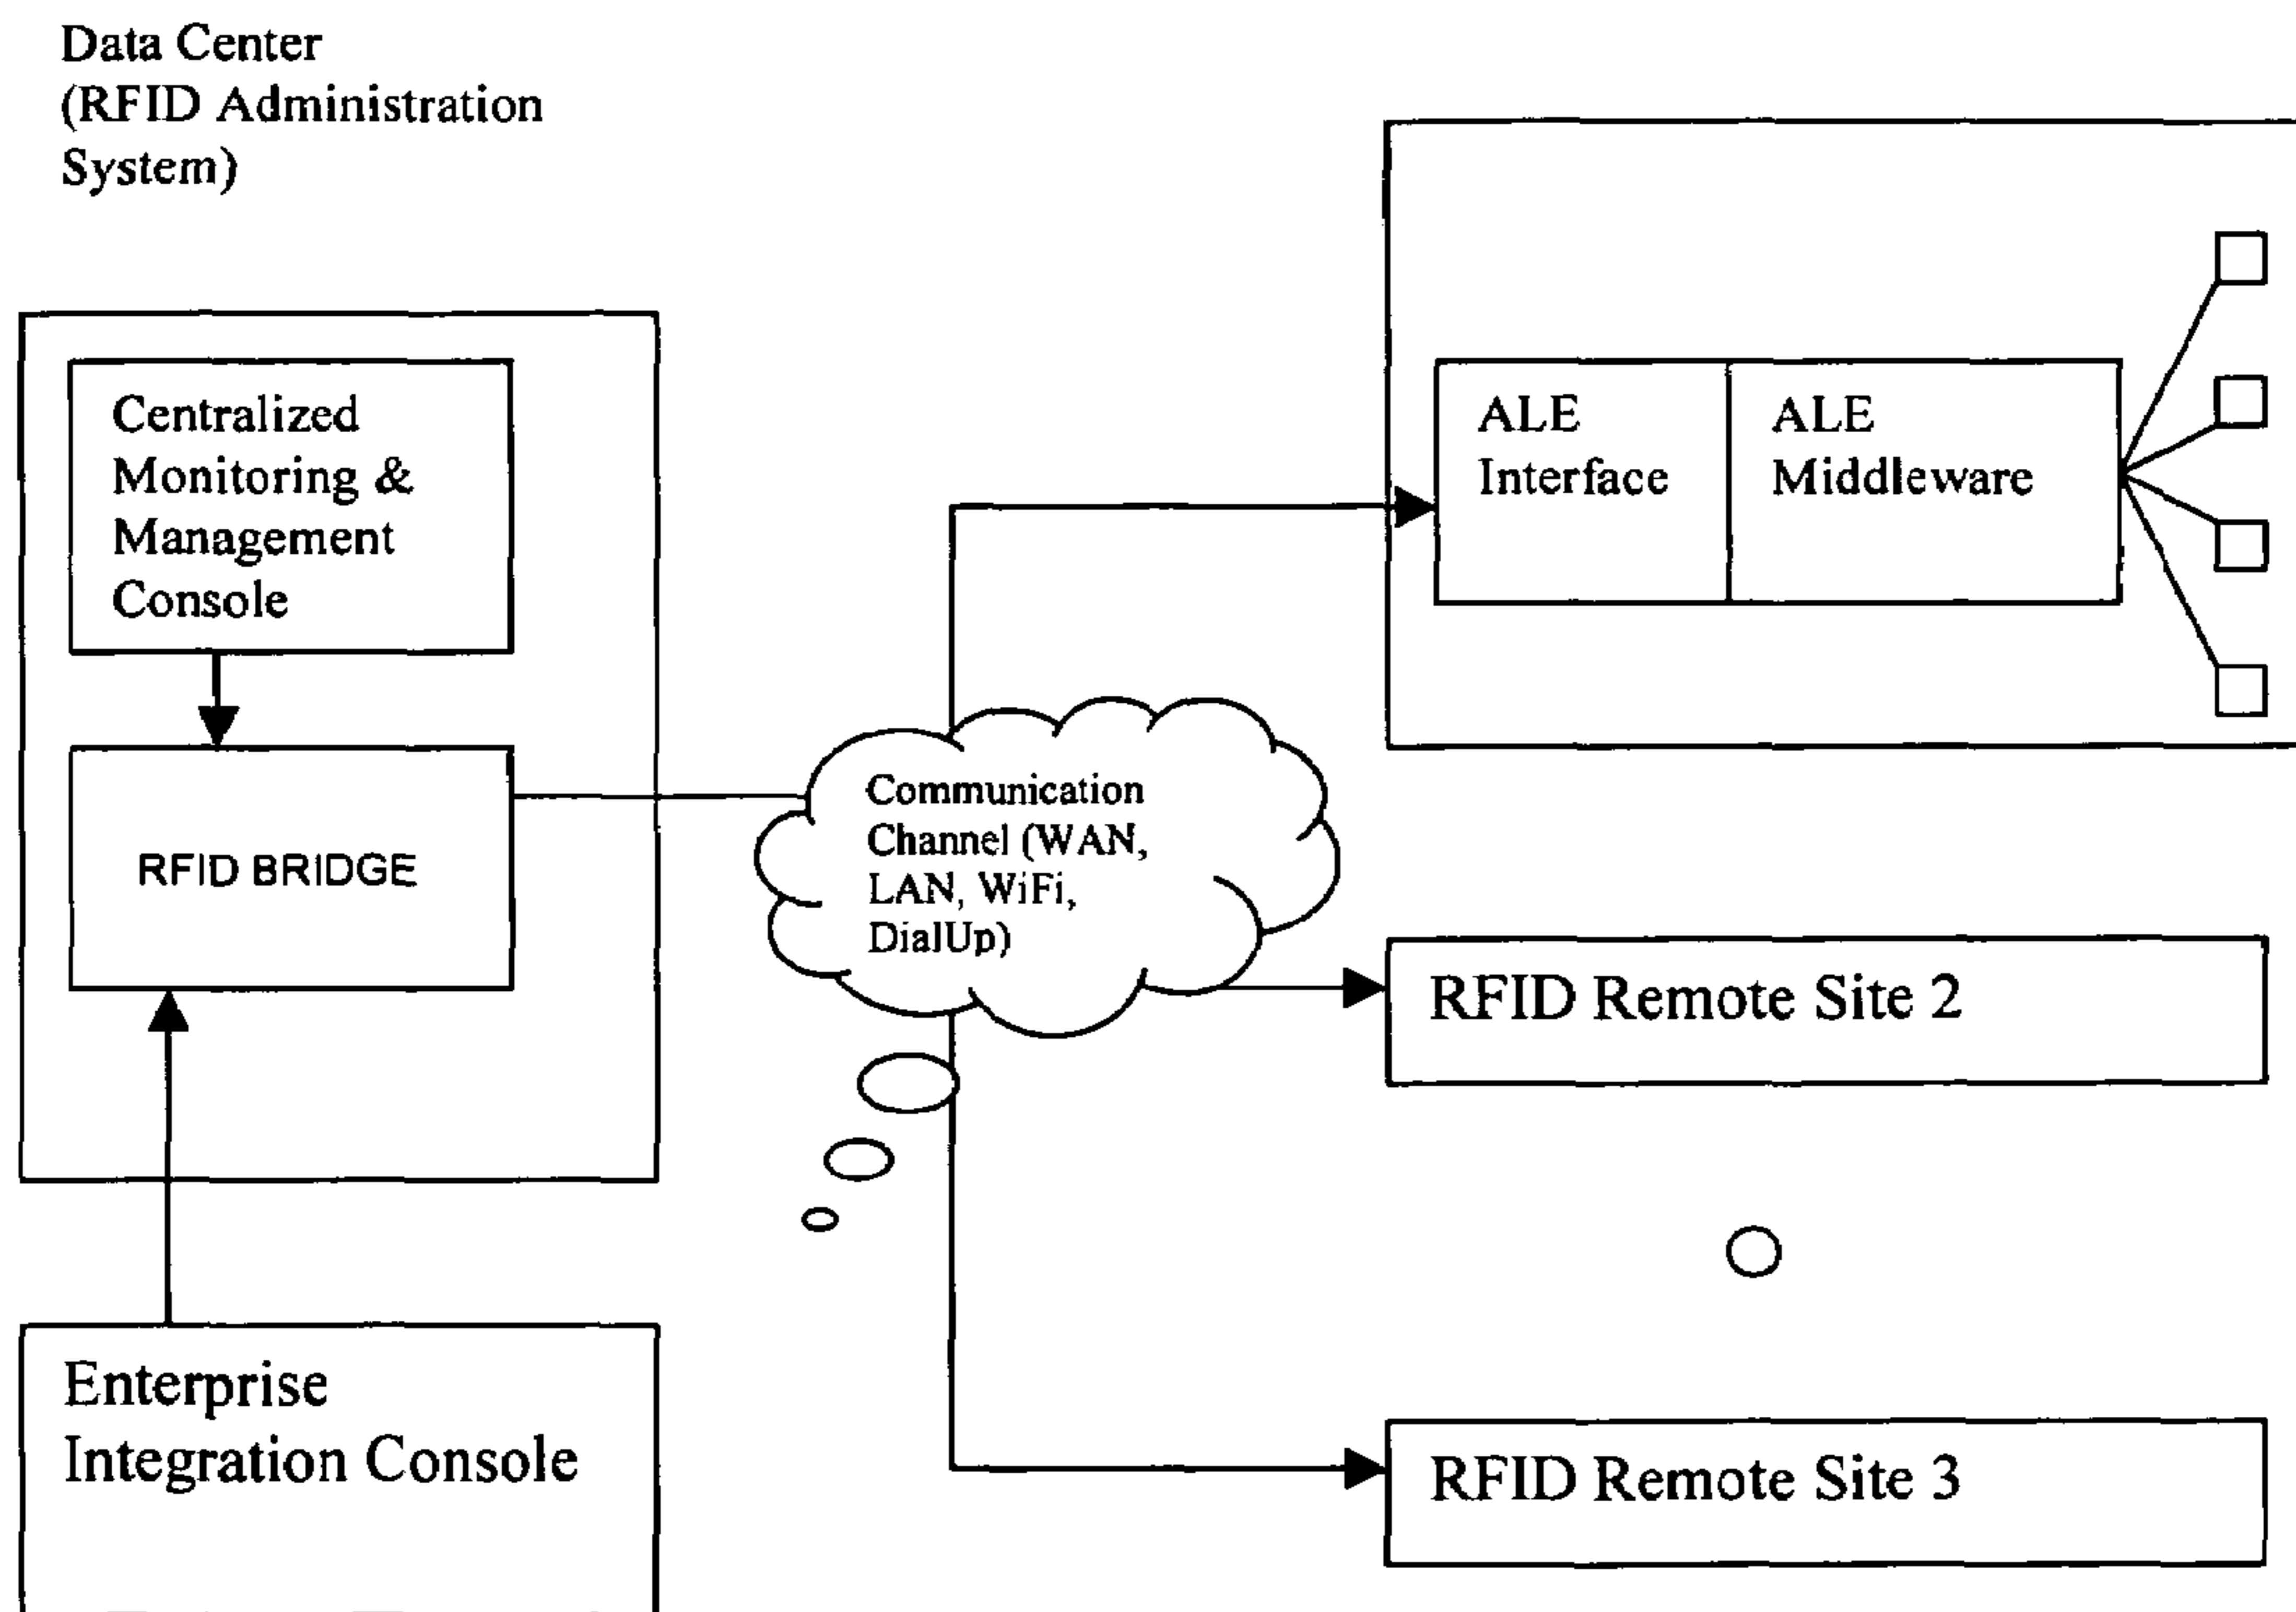 Data Center
(RFID Administration
System)
Centralized
Monitoring &
Management
Console
RFID BRIDGE
Enterprise
Integration Console
Communication
Channel (WAN,
LAN, WiFi,
DialUp)
ALE
Interface
ALE
Middleware
RFID Remote Site 2
RFID Remote Site 3